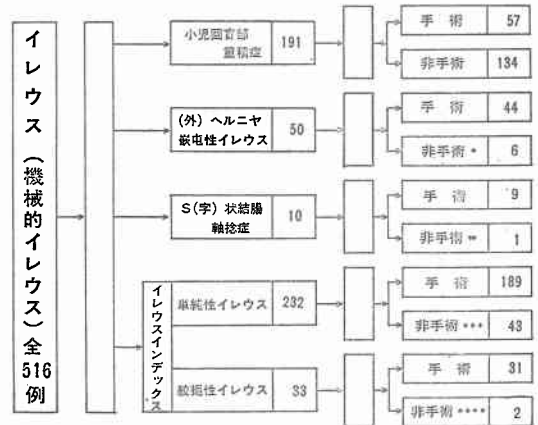 イレウス（機械的イレウス）全516例
小児回盲部
重積症 191
手術 57
非手術 134
(外)ヘルニヤ
嵌屯性イレウス 50
手術 44
非手術* 6
S(字)状結腸
軸捻症 10
手術 9
非手術** 1
イレウスインデックス
単純性イレウス 232
手術 189
非手術*** 43
絞扼性イレウス 33
手術 31
非手術**** 2